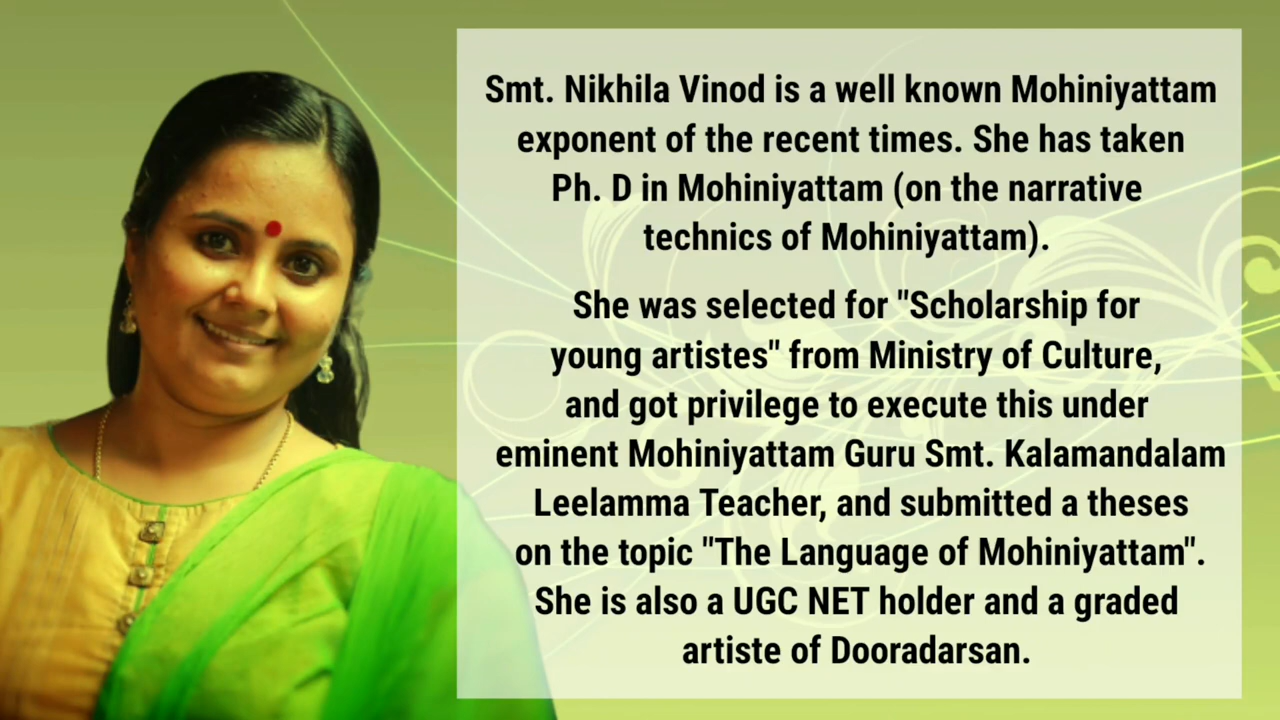 Smt. Nikhila Vinod is a well known Mohiniyattam
exponent of the recent times. She has taken
Ph. D in Mohiniyattam (on the narrative
technics of Mohiniyattam).
She was selected for "Scholarship for
young artistes" from Ministry of Culture,
and got privilege to execute this under
eminent Mohiniyattam Guru Smt. Kalamandalam
Leelamma Teacher, and submitted a theses
on the topic "The Language of Mohiniyattam".
She is also a UGC NET holder and a graded
artiste of Dooradarsan.